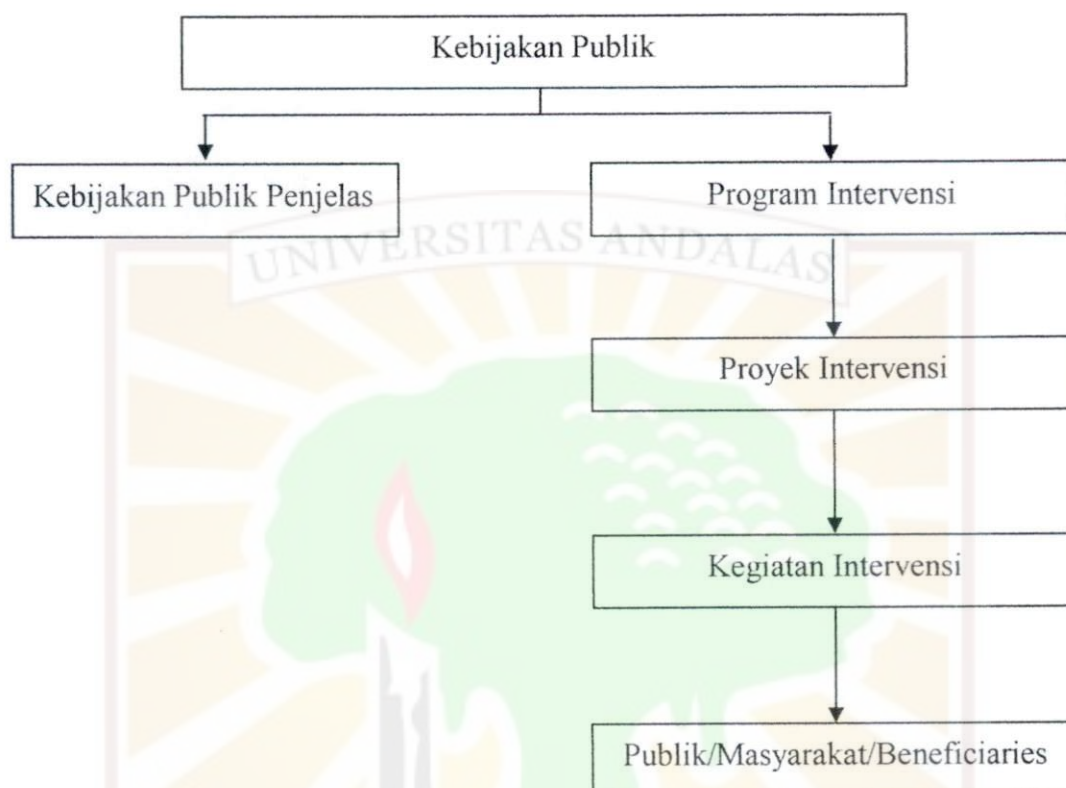 Kebijakan Publik
Kebijakan Publik Penjelas
Program Intervensi
UNIVERSITAS ANDALAS
Proyek Intervensi
Kegiatan Intervensi
Publik/Masyarakat/Beneficiaries